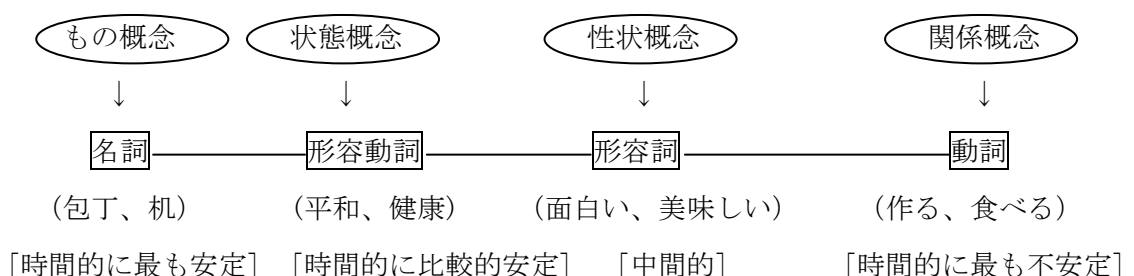 もの概念 状態概念 性状概念 関係概念
↓ ↓ ↓ ↓
名詞 形容動詞 形容詞 動詞
（包丁、机） （平和、健康） （面白い、美味しい） （作る、食べる）
［時間的に最も安定］ ［時間的に比較的安定］ ［中間的］ ［時間的に最も不安定］